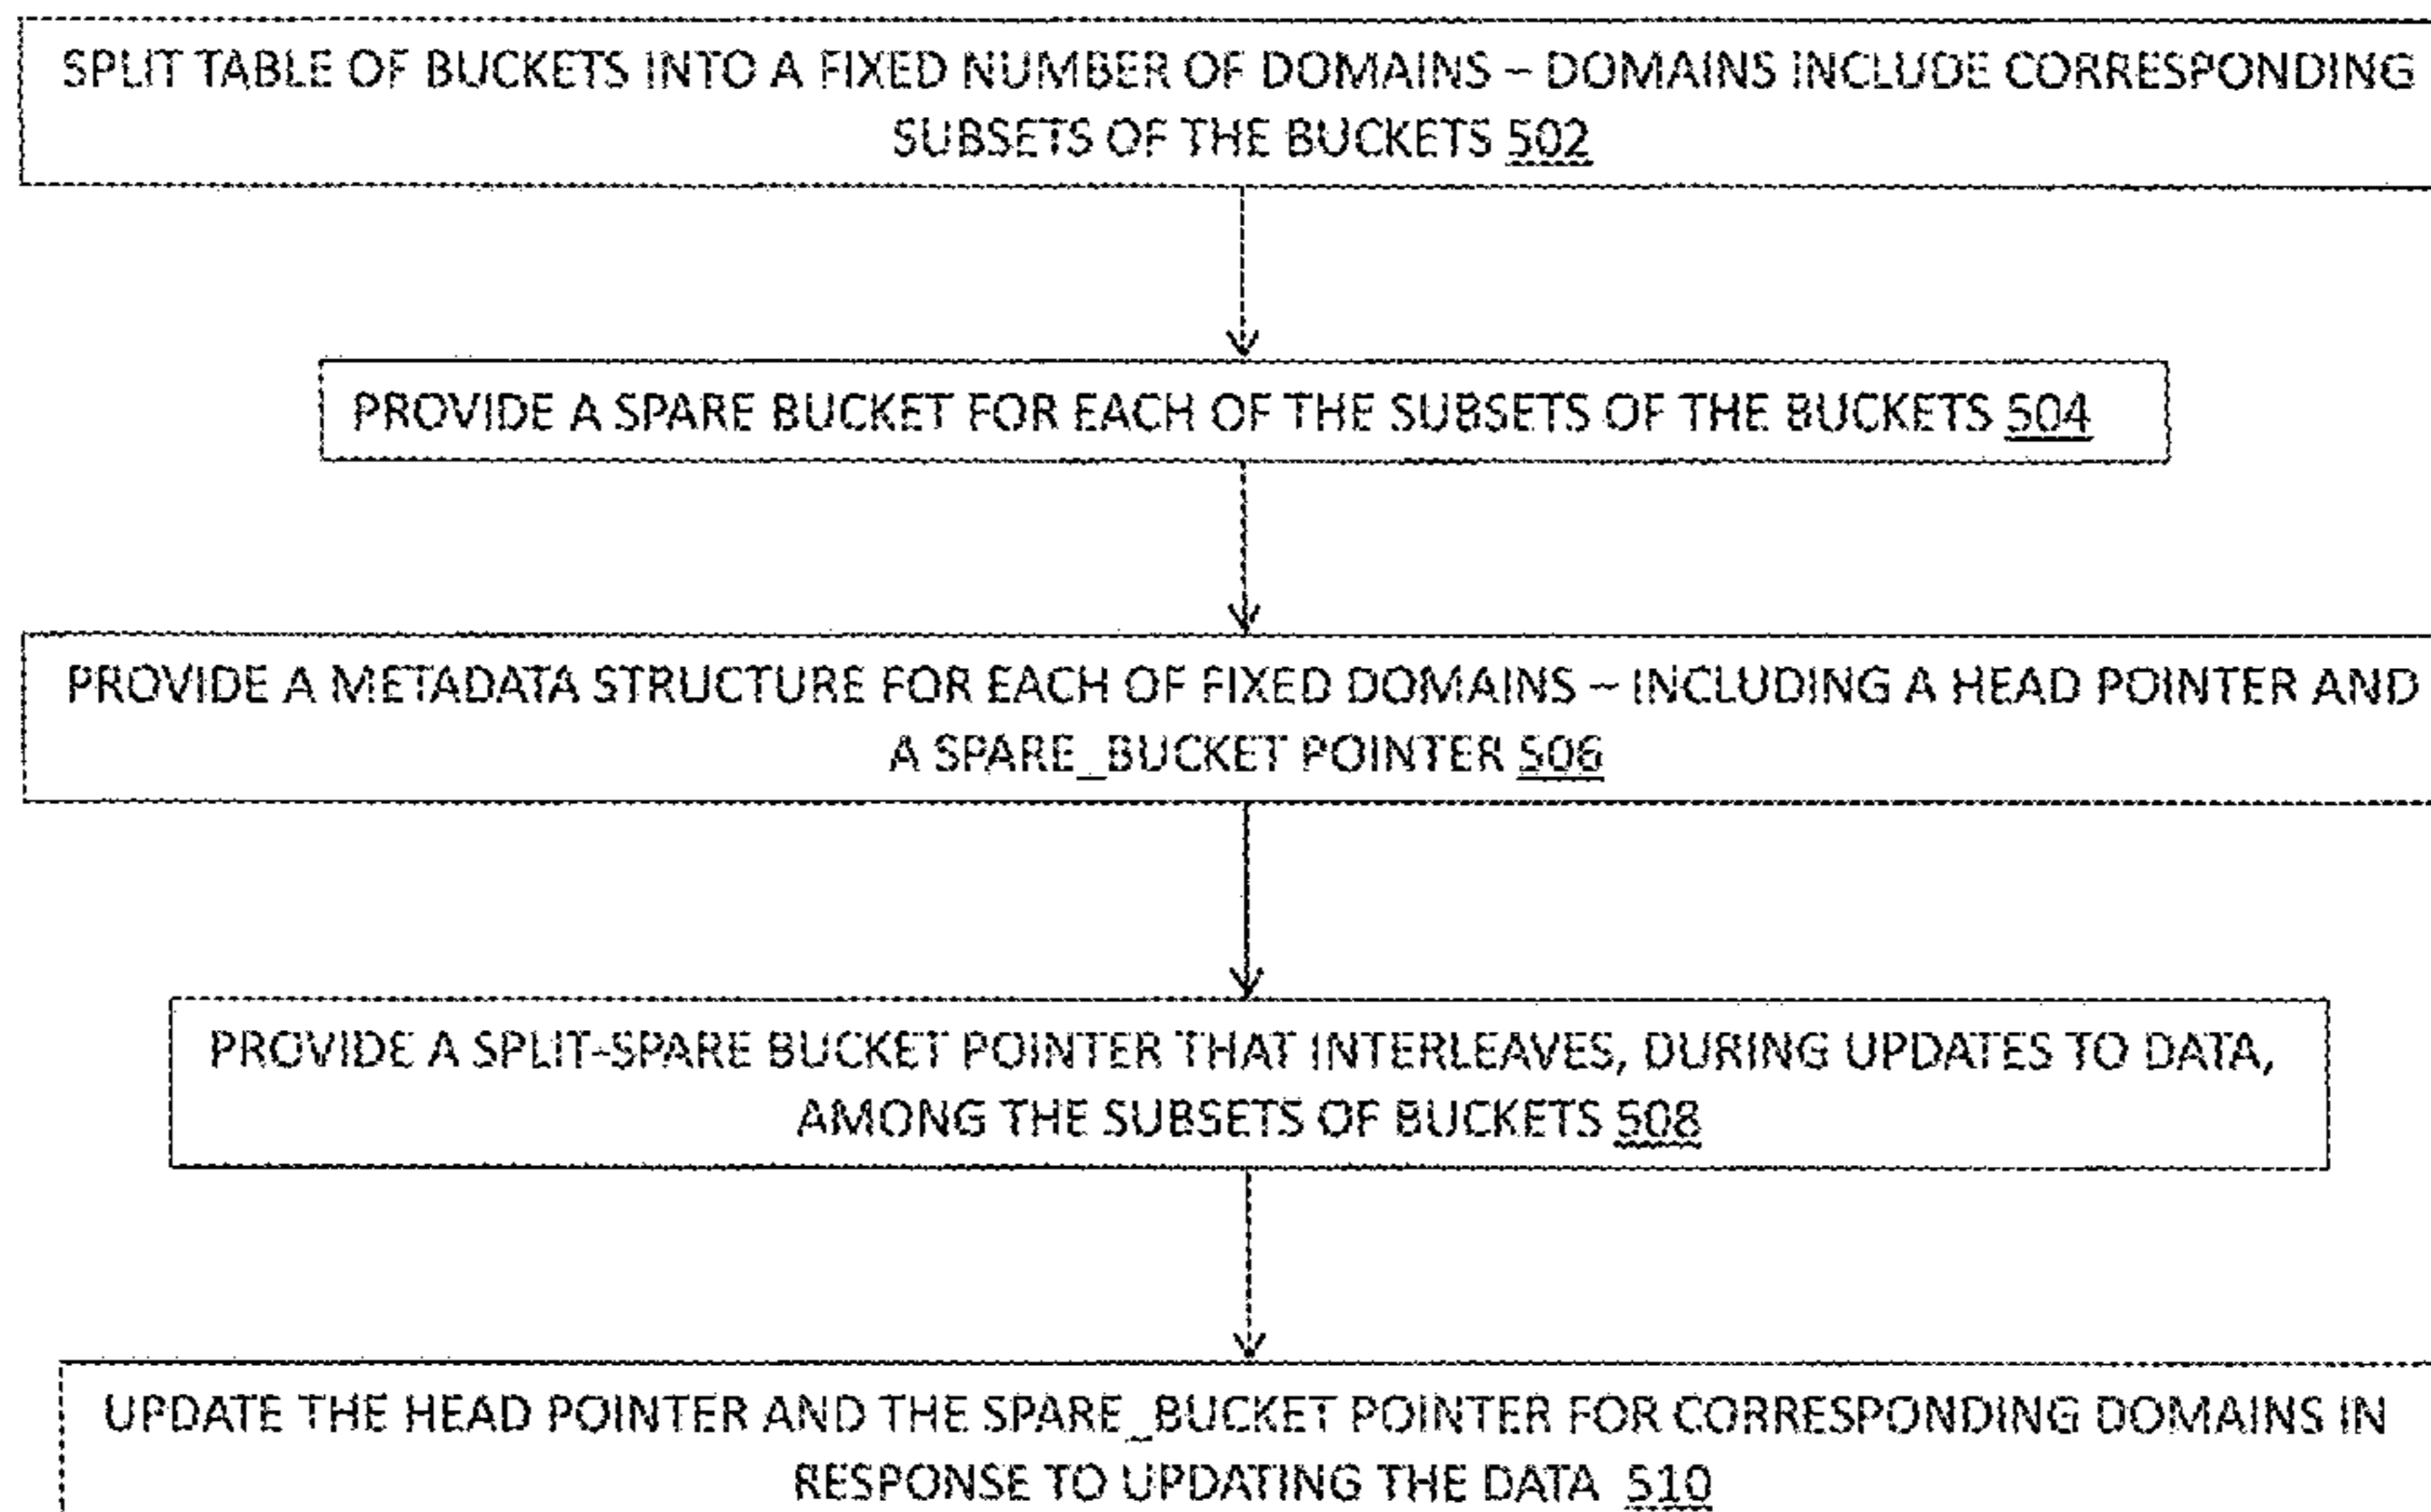 SPLIT TABLE OF BUCKETS INTO A FIXED NUMBER OF DOMAINS – DOMAINS INCLUDE CORRESPONDING
SUBSETS OF THE BUCKETS 502
PROVIDE A SPARE BUCKET FOR EACH OF THE SUBSETS OF THE BUCKETS 504
PROVIDE A METADATA STRUCTURE FOR EACH OF FIXED DOMAINS – INCLUDING A HEAD POINTER AND
A SPARE_BUCKET POINTER 506
PROVIDE A SPLIT-SPARE BUCKET POINTER THAT INTERLEAVES, DURING UPDATES TO DATA,
AMONG THE SUBSETS OF BUCKETS 508
UPDATE THE HEAD POINTER AND THE SPARE_BUCKET POINTER FOR CORRESPONDING DOMAINS IN
RESPONSE TO UPDATING THE DATA 510